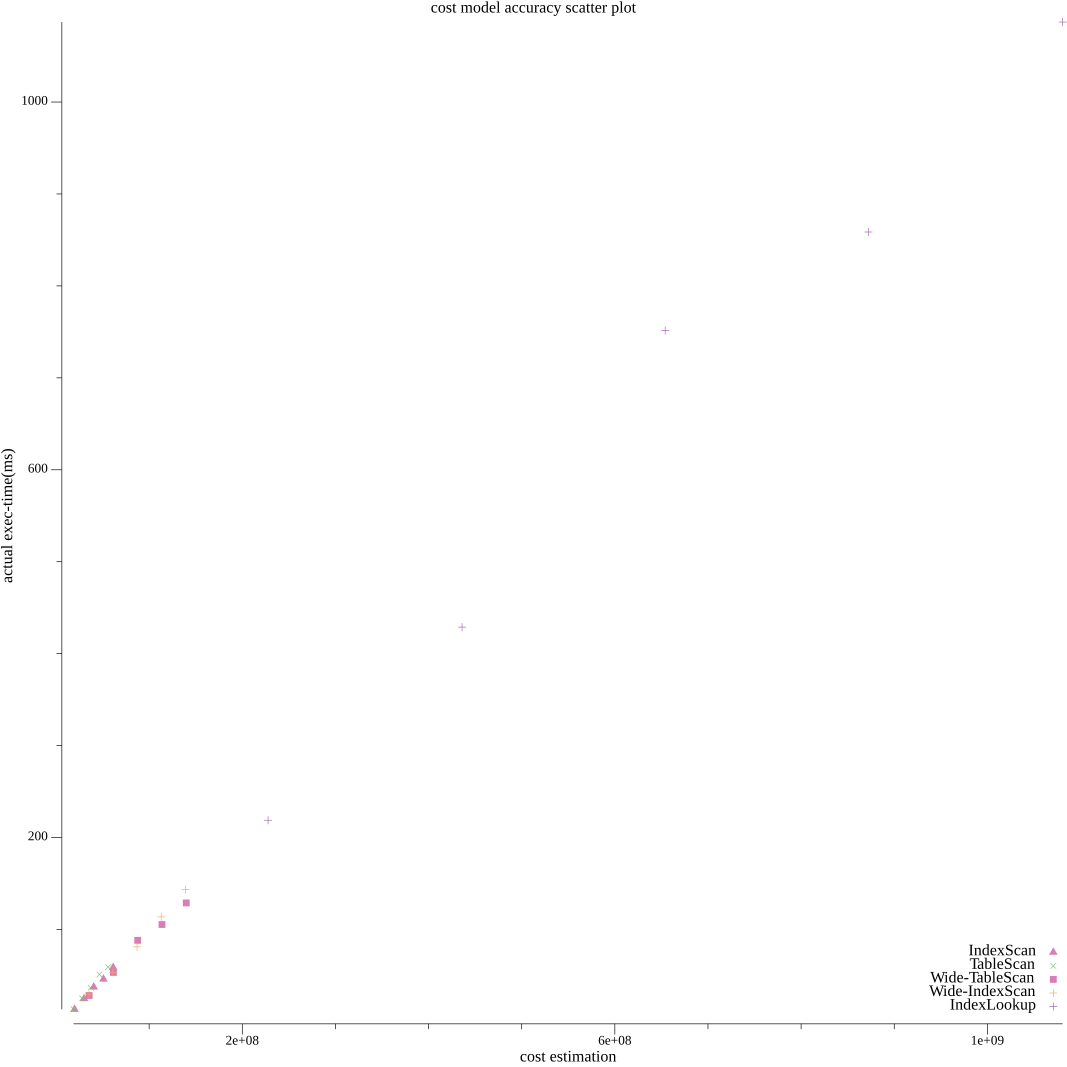 cost model accuracy scatter plot
1000
600
200
actual exec-time(ms)
IndexScan
TableScan
Wide-TableScan
Wide-IndexScan
IndexLookup
2e+08
6e+08
1e+09
cost estimation